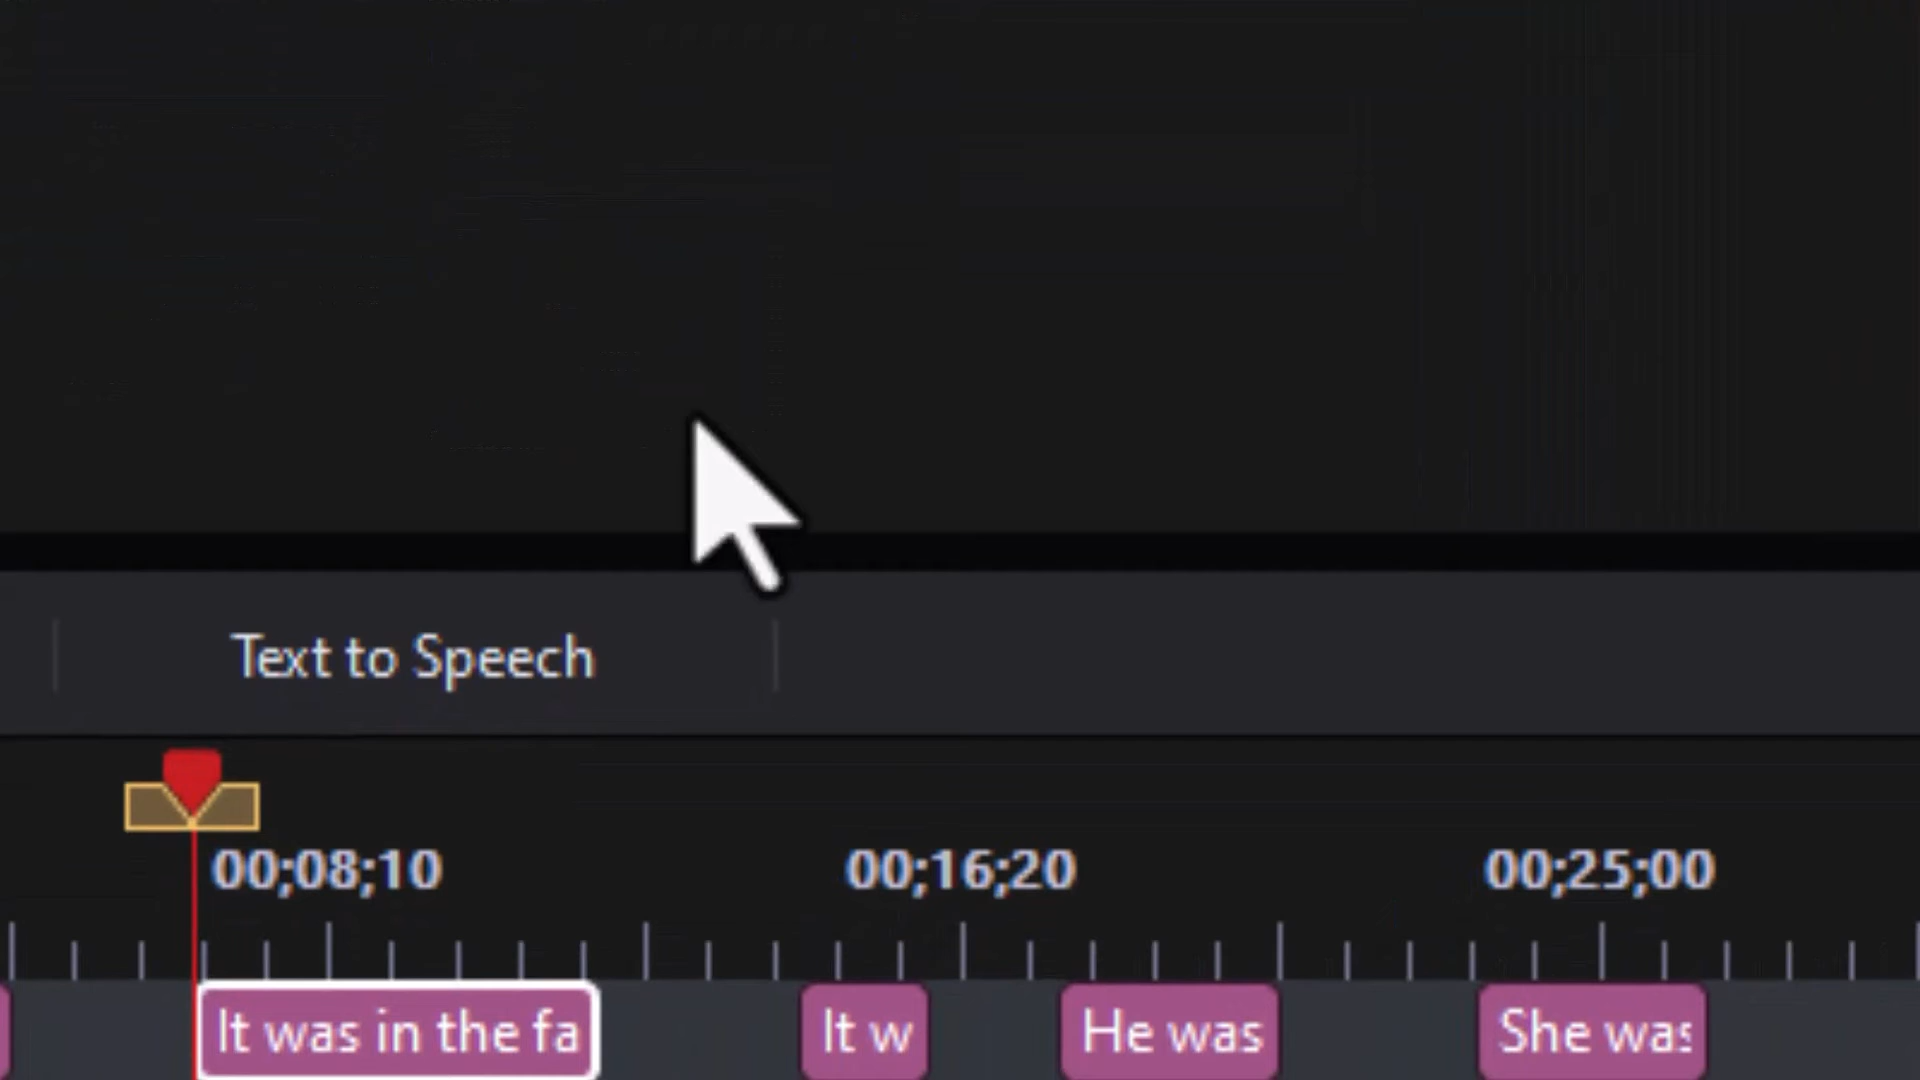 Text to Speech
00;08;10 00;16;20 00;25;00
It was in the fa It w He was She was